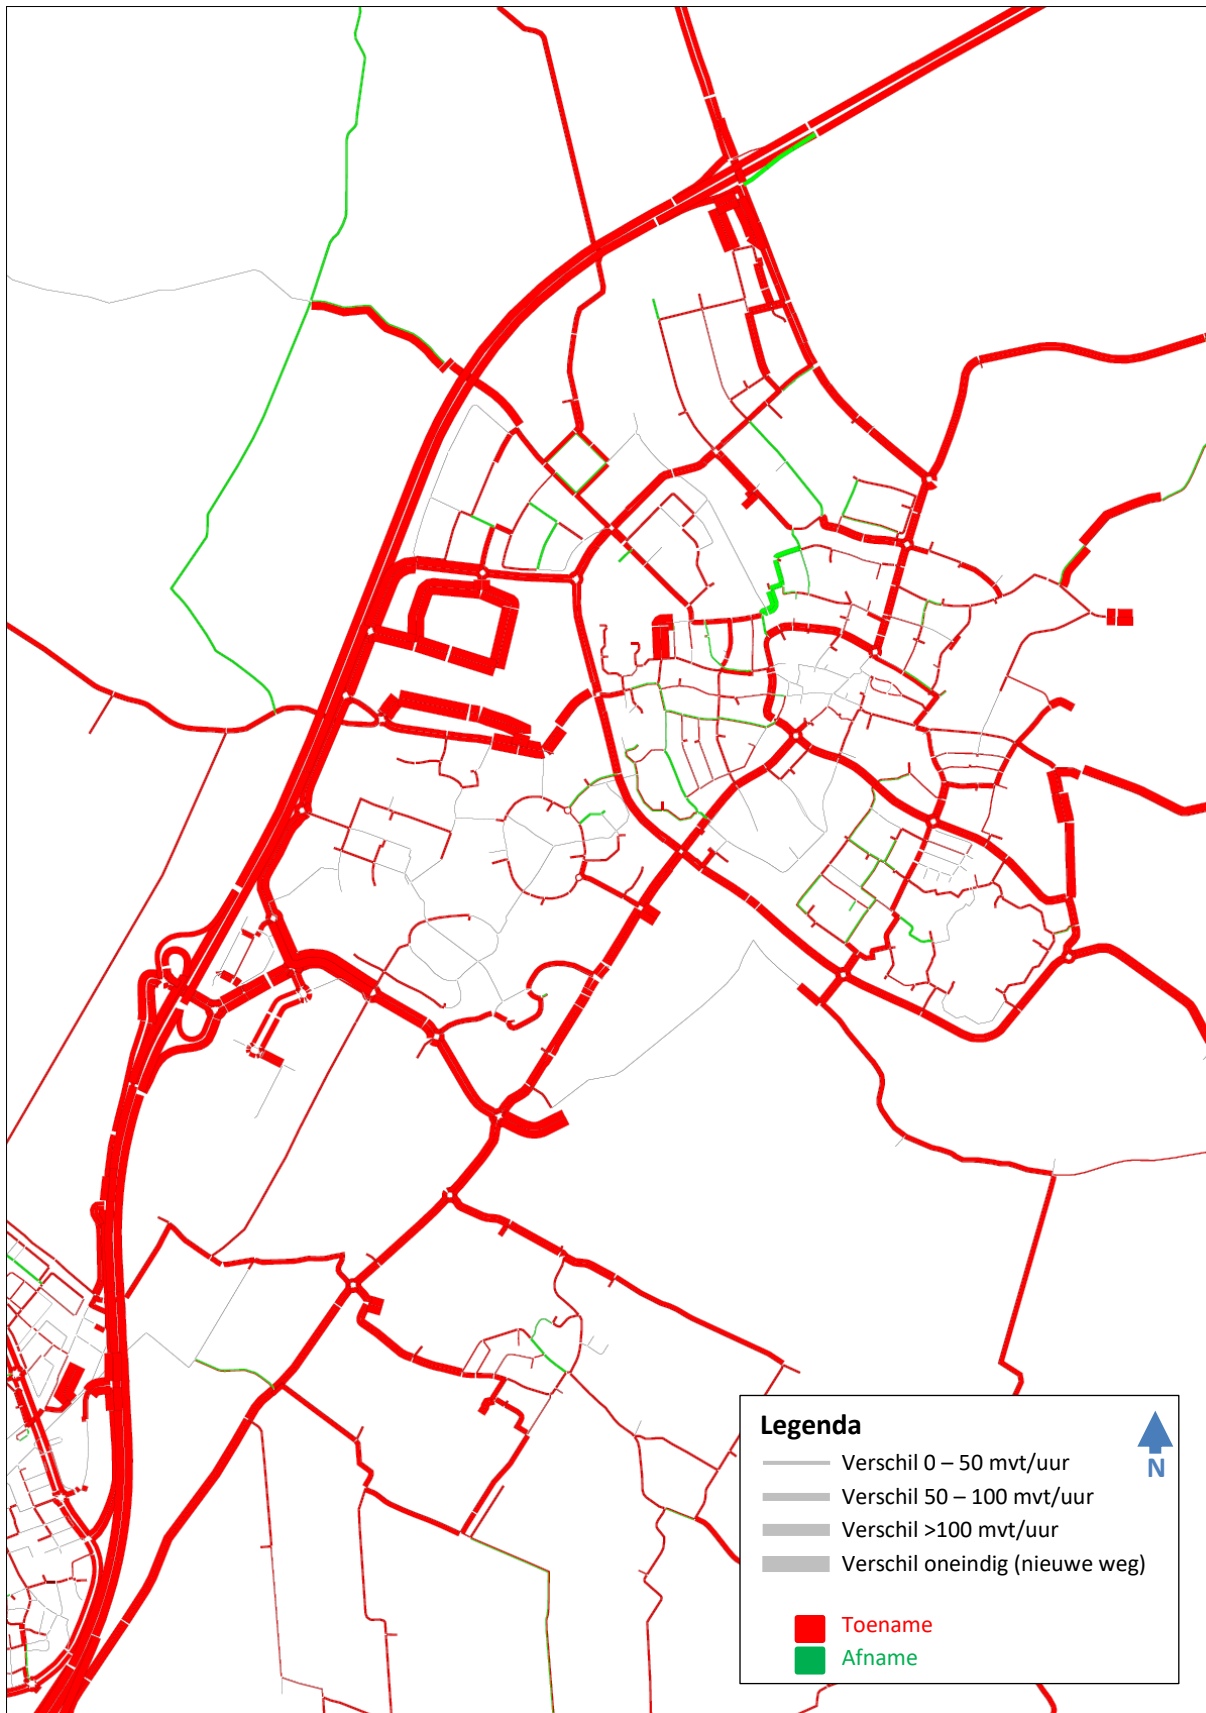 Legenda
N
Verschil 0 – 50 mvt/uur
Verschil 50 – 100 mvt/uur
Verschil >100 mvt/uur
Verschil oneindig (nieuwe weg)
Toename
Afname